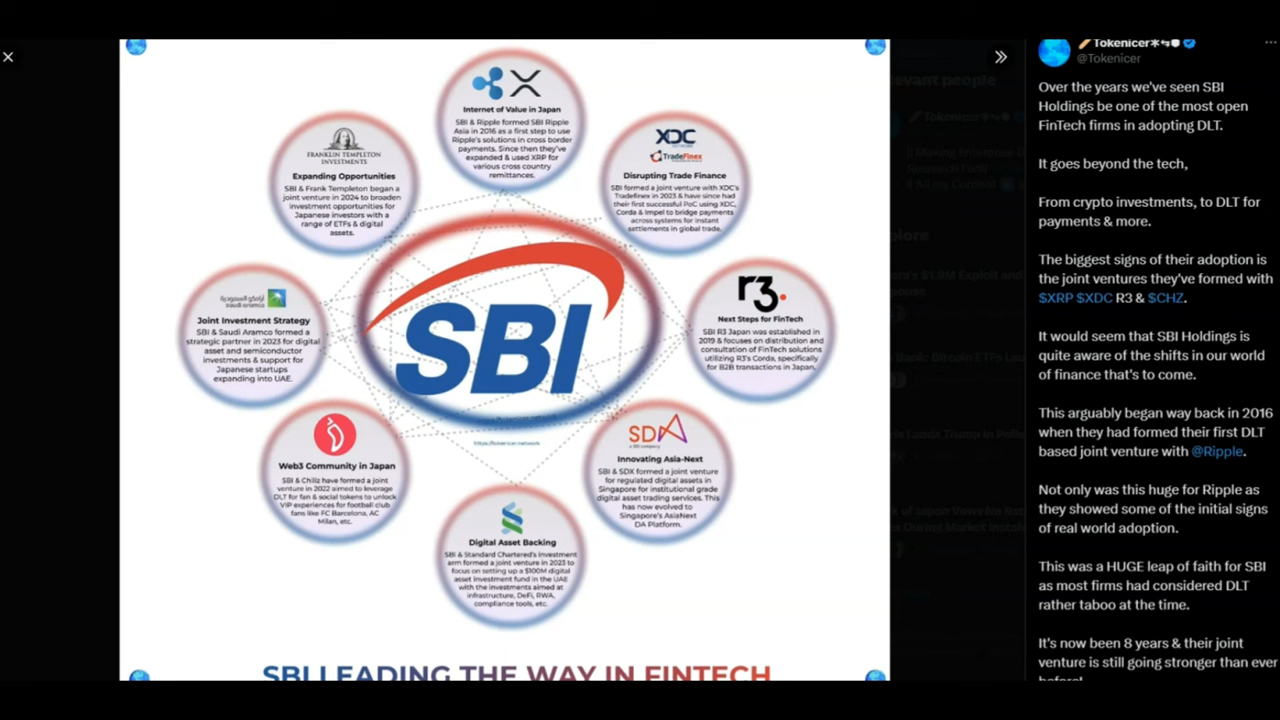 Internet of Value in Japan
SBI & Ripple formed SBI Ripple
Asia in 2016 as a first step to use
Ripple's solutions in cross border
payments. Since then they've
expanded & used XRP for
various cross country
remittances.
XDC
NETWORK
TradeFinex
Disrupting Trade Finance
SBI formed a joint venture with XDC's
Tradefinex in 2023 & have since had
their first successful PoC using XDC,
Corda & Impel to bridge payments
across systems for instant
settlements in global trade.
r3.
Next Steps for FinTech
SBI R3 Japan was established in
2019 & focuses on distribution and
consultation of FinTech solutions
utilizing R3's Corda, specifically
for B2B transactions in Japan.
SDX
a SBI company
Innovating Asia-Next
SBI & SDX formed a joint venture
for regulated digital assets in
Singapore for institutional grade
digital asset trading services. This
has now evolved to
Singapore's AsiaNext
DA Platform.
Digital Asset Backing
SBI & Standard Chartered's investment
arm formed a joint venture in 2023 to
focus on setting up a $100M digital
asset investment fund in the UAE
with the investments aimed at
infrastructure, DeFi, RWA,
compliance tools, etc.
Web3 Community in Japan
SBI & Chiliz have formed a joint
venture in 2022 aimed to leverage
DLT for fan & social tokens to unlock
VIP experiences for football club
fans like FC Barcelona, AC
Milan, etc.
أرامكو السعودية
saudi aramco
Joint Investment Strategy
SBI & Saudi Aramco formed a
strategic partner in 2023 for digital
asset and semiconductor
investments & support for
Japanese startups
expanding into UAE.
FRANKLIN TEMPLETON
INVESTMENTS
Expanding Opportunities
SBI & Frank Templeton began a
joint venture in 2024 to broaden
investment opportunities for
Japanese investors with a
range of ETFs & digital
assets.
SBI
https://tokenicer.network
SBI LEADING THE WAY IN FINTECH
Tokenicer
@Tokenicer
Over the years we've seen SBI
Holdings be one of the most open
FinTech firms in adopting DLT.
It goes beyond the tech,
From crypto investments, to DLT for
payments & more.
The biggest signs of their adoption is
the joint ventures they've formed with
$XRP $XDC R3 & $CHZ.
It would seem that SBI Holdings is
quite aware of the shifts in our world
of finance that's to come.
This arguably began way back in 2016
when they had formed their first DLT
based joint venture with @Ripple.
Not only was this huge for Ripple as
they showed some of the initial signs
of real world adoption.
This was a HUGE leap of faith for SBI
as most firms had considered DLT
rather taboo at the time.
It's now been 8 years & their joint
venture is still going stronger than ever
before!